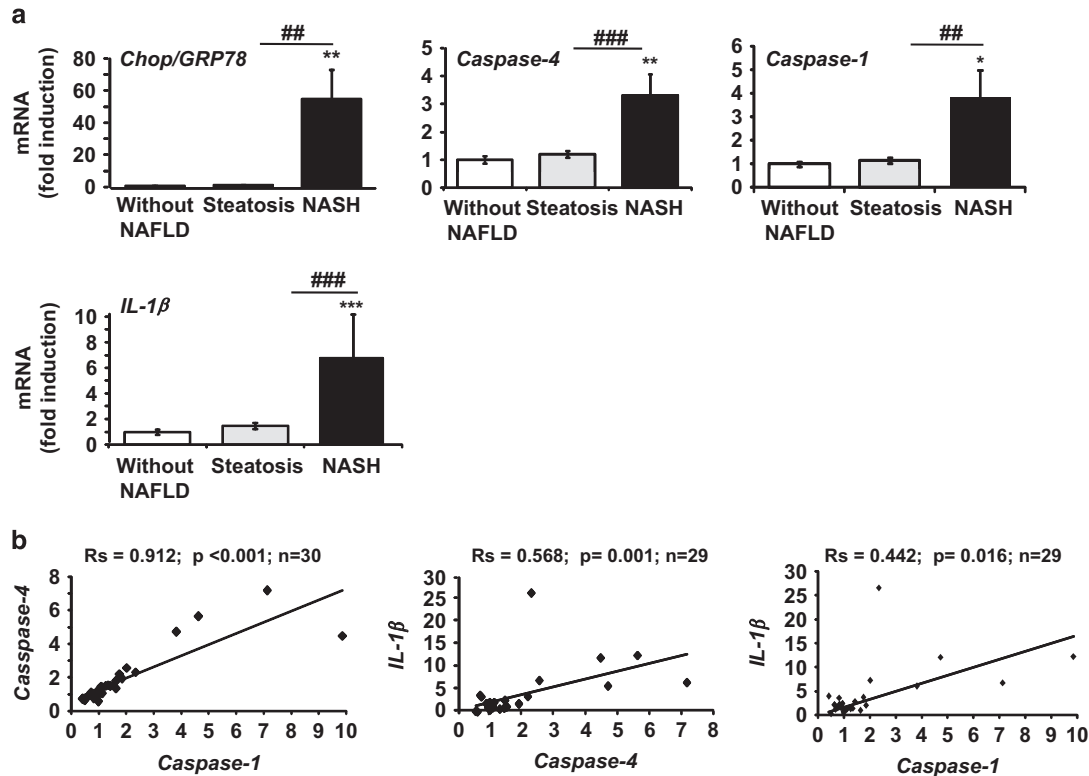 a
##
###
##
Chop/GRP78
**
Caspase-4
**
Caspase-1
*
mRNA
(fold induction)
80
60
40
20
0
5
4
3
2
1
0
6
5
4
3
2
1
0
Without
NAFLD
Steatosis
NASH
Without
NAFLD
Steatosis
NASH
Without
NAFLD
Steatosis
NASH
###
IL-1β
***
mRNA
(fold induction)
10
8
6
4
2
0
Without
NAFLD
Steatosis
NASH
b
Rs = 0.912; p <0.001; n=30
Casspase-4
8
6
4
2
0
0 1 2 3 4 5 6 7 8 9 10
Caspase-1
Rs = 0.568; p= 0.001; n=29
IL-1β
30
25
20
15
10
5
0
0 1 2 3 4 5 6 7 8
Caspase-4
Rs = 0.442; p= 0.016; n=29
IL-1β
30
25
20
15
10
5
0
0 1 2 3 4 5 6 7 8 9 10
Caspase-1